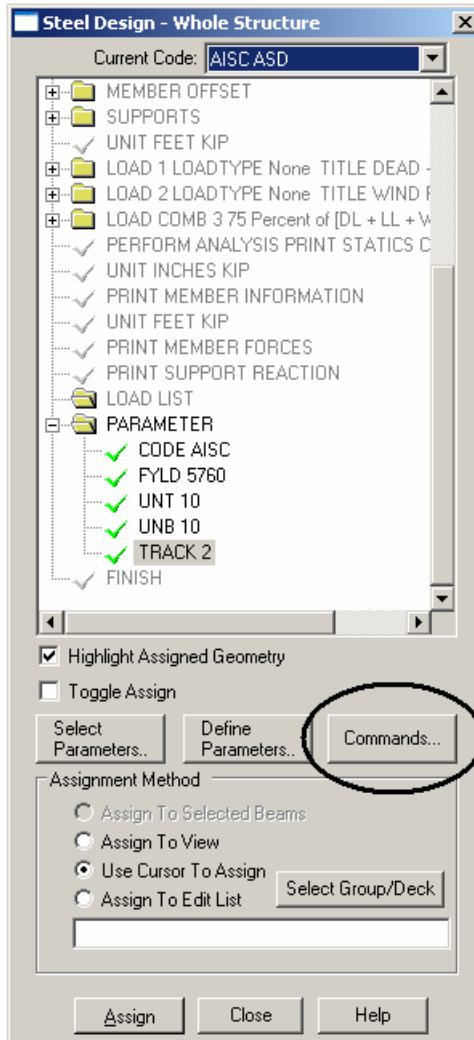 Steel Design - Whole Structure
Current Code: AISC ASD
MEMBER OFFSET
SUPPORTS
UNIT FEET KIP
LOAD 1 LOADTYPE None TITLE DEAD
LOAD 2 LOADTYPE None TITLE WIND
LOAD COMB 3 75 Percent of [DL + LL +
PERFORM ANALYSIS PRINT STATICS C
UNIT INCHES KIP
PRINT MEMBER INFORMATION
UNIT FEET KIP
PRINT MEMBER FORCES
PRINT SUPPORT REACTION
LOAD LIST
PARAMETER
CODE AISC
FYLD 5760
UNT 10
UNB 10
TRACK 2
FINISH
Highlight Assigned Geometry
Toggle Assign
Select Parameters.. Define Parameters.. Commands...
Assignment Method
Assign To Selected Beams
Assign To View
Use Cursor To Assign
Assign To Edit List Select Group/Deck
Assign Close Help